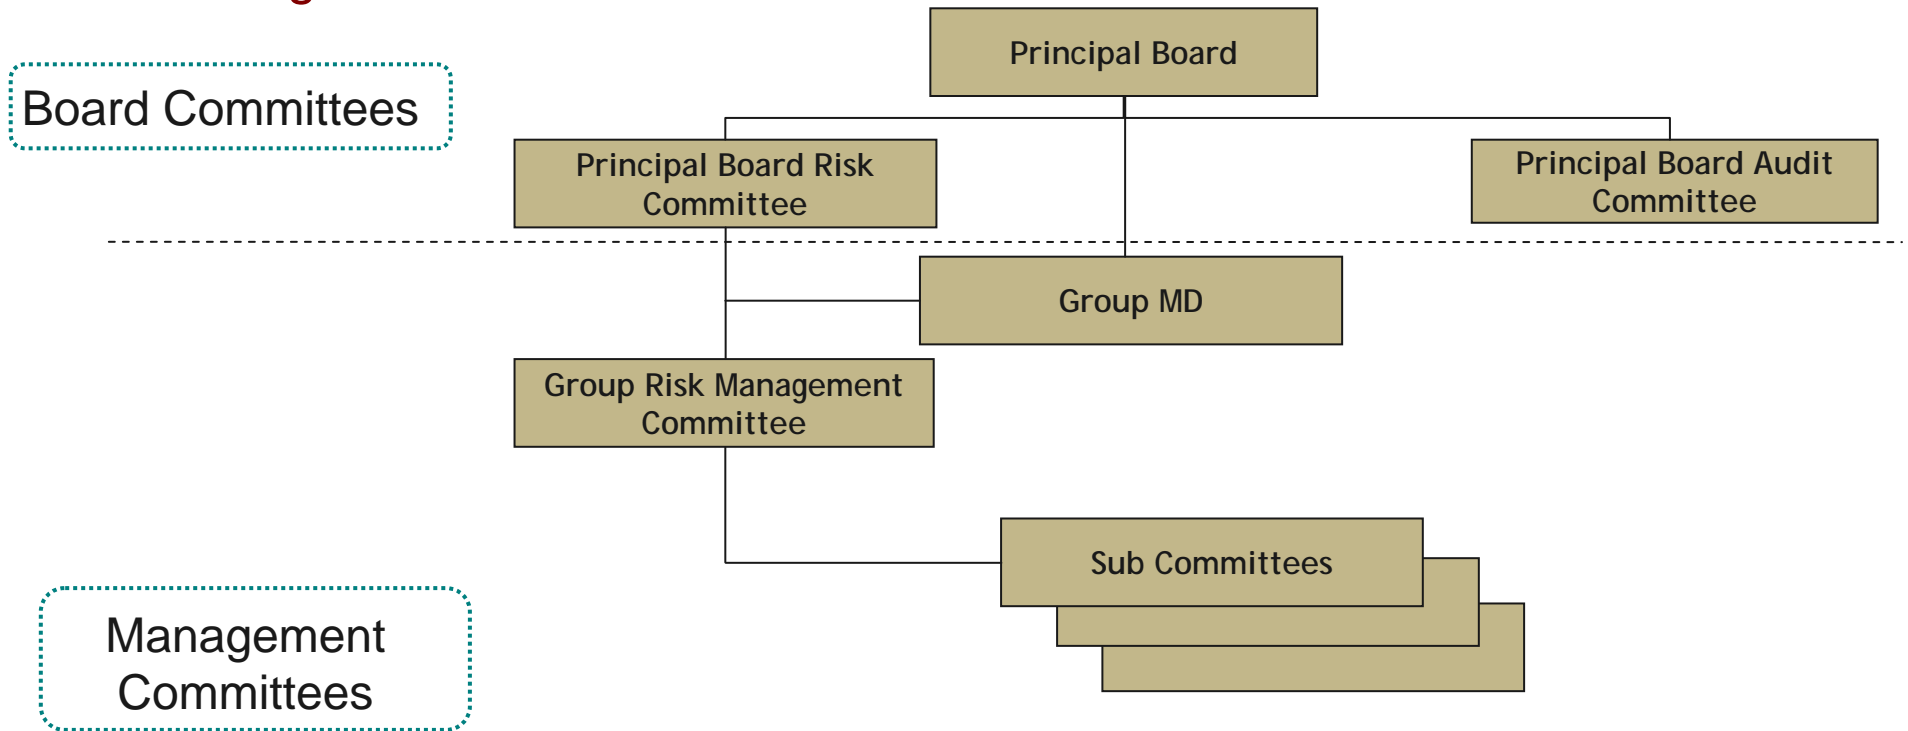 Principal Board
Board Committees
Principal Board Risk
Committee
Principal Board Audit
Committee
Group MD
Group Risk Management
Committee
Sub Committees
Management
Committees